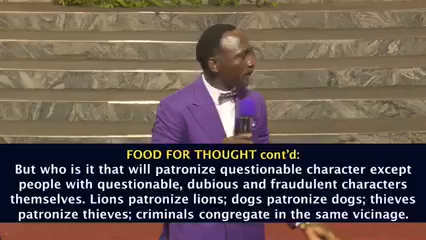 FOOD FOR THOUGHT cont'd:
But who is it that will patronize questionable character except
people with questionable, dubious and fraudulent characters
themselves. Lions patronize lions; dogs patronize dogs; thieves
patronize thieves; criminals congregate in the same vicinage.